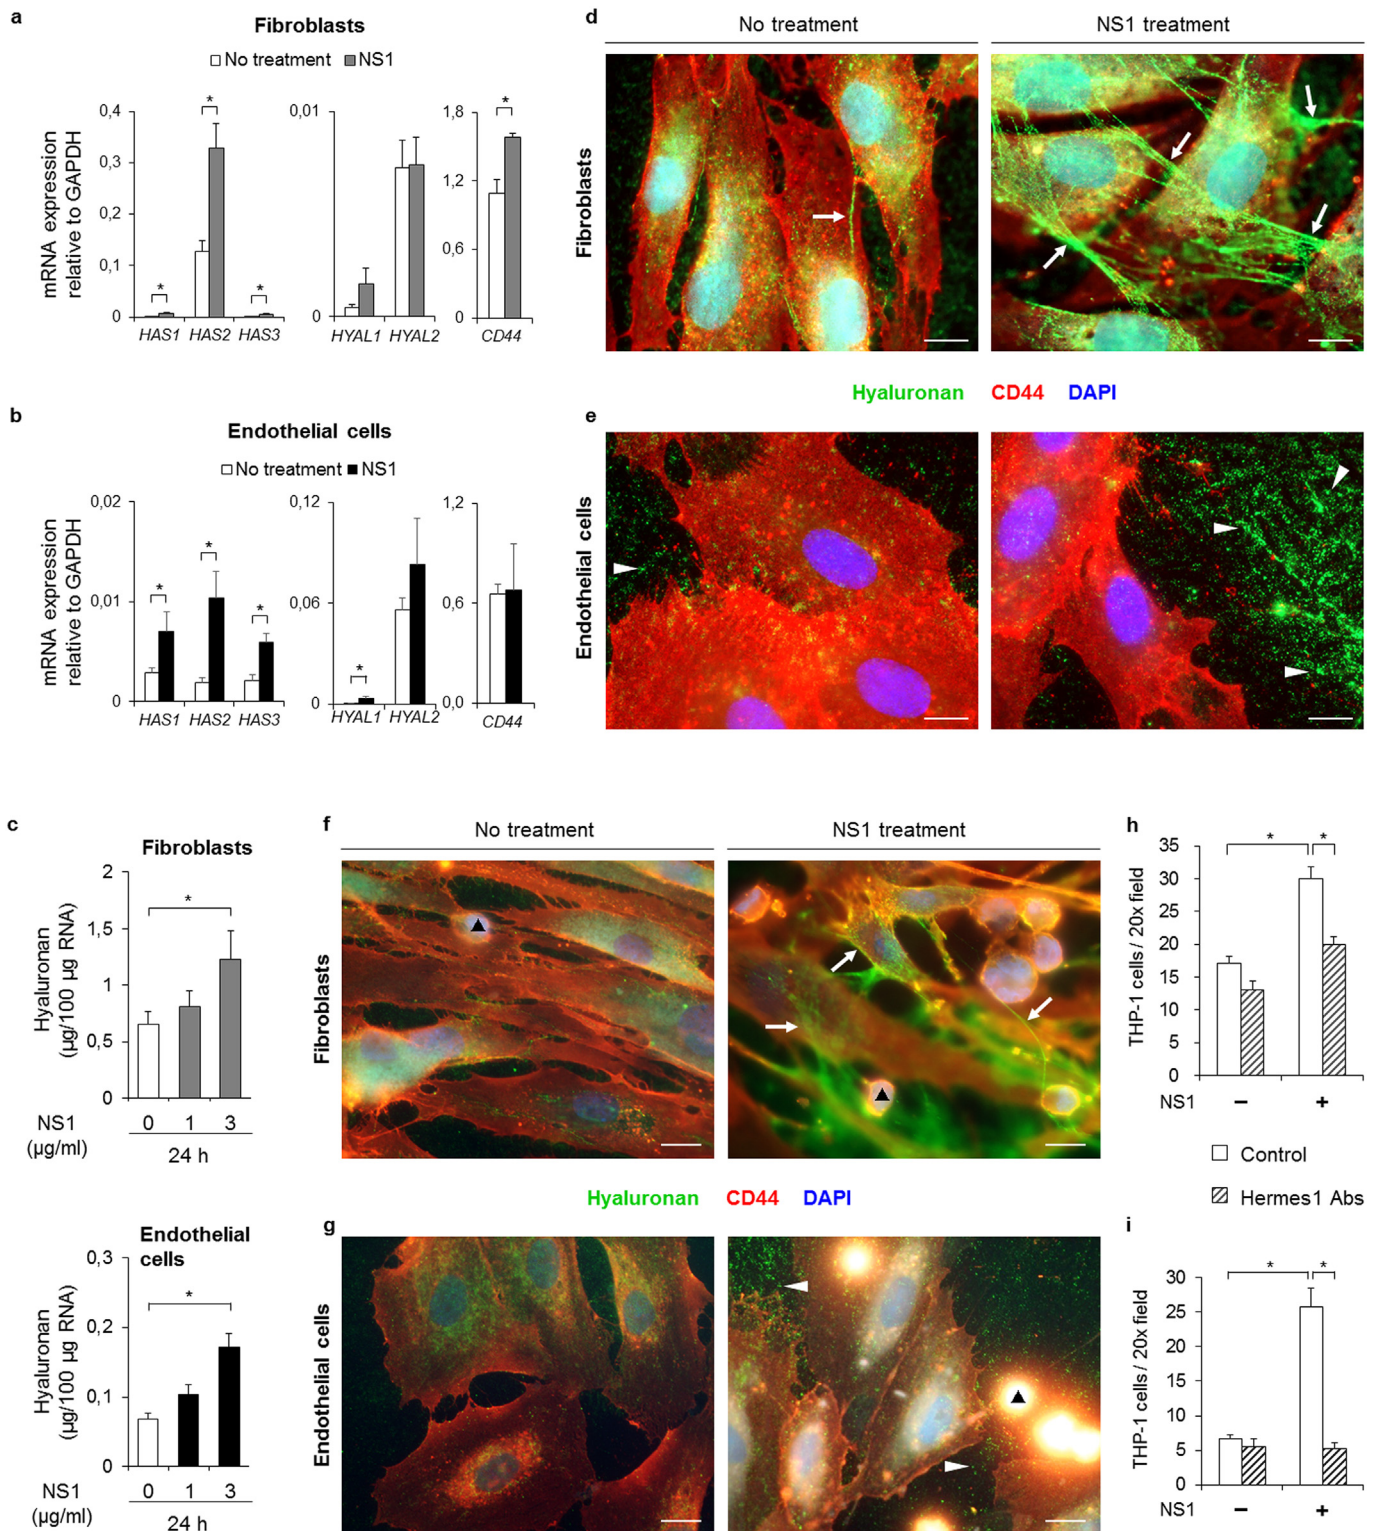 a
Fibroblasts
No treatment NS1
mRNA expression
relative to GAPDH
0,4
0,3
0,2
0,1
0
*
*
*
HAS1 HAS2 HAS3
0,01
0
HYAL1 HYAL2
1,8
1,2
0,6
0
*
CD44
b
Endothelial cells
No treatment NS1
mRNA expression
relative to GAPDH
0,02
0,01
0
*
*
*
HAS1 HAS2 HAS3
0,12
0,06
0
*
HYAL1 HYAL2
1,2
0,6
0,0
CD44
d
No treatment NS1 treatment
Fibroblasts
Hyaluronan CD44 DAPI
e
Endothelial cells
c
Fibroblasts
Hyaluronan
(µg/100 µg RNA)
2
1,5
1
0,5
0
*
NS1
(µg/ml)
0 1 3
24 h
Endothelial
cells
Hyaluronan
(µg/100 µg RNA)
0,3
0,2
0,1
0
*
NS1
(µg/ml)
0 1 3
24 h
f
No treatment NS1 treatment
Fibroblasts
Hyaluronan CD44 DAPI
g
Endothelial cells
h
THP-1 cells / 20x field
35
30
25
20
15
10
5
0
* *
NS1 − +
Control
Hermes1 Abs
i
THP-1 cells / 20x field
30
25
20
15
10
5
0
* *
NS1 − +